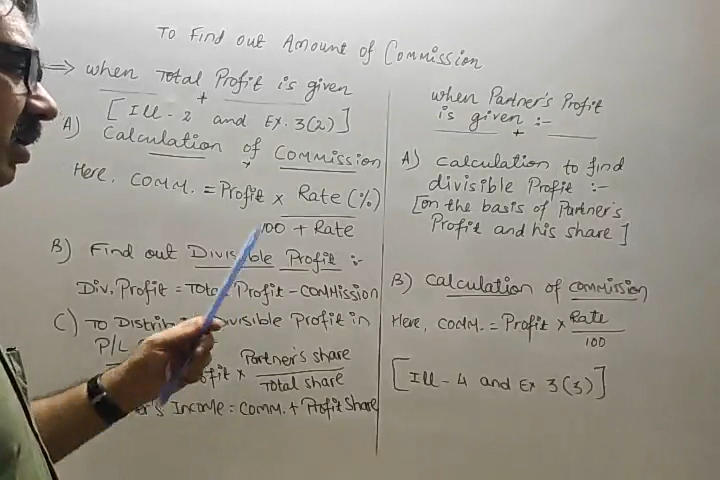 To Find out Amount of Commission
⇒ when Total Profit is given
+
[Ill-2 and Ex. 3(2)]
A) Calculation of Commission
Here, COMM. = Profit × Rate (%)
100 + Rate
B) Find out Divisible Profit :-
Div. Profit = Total Profit - Commission
C) To Distribute Divisible Profit in
P/L
× Partner's share
Total share
Income = Comm. + Profit Share
when Partner's Profit
is given :-
+
A) Calculation to find
divisible Profit :-
[on the basis of Partner's
Profit and his share]
B) Calculation of commission
Here, COMM. = Profit × Rate
100
[Ill-4 and Ex 3(3)]